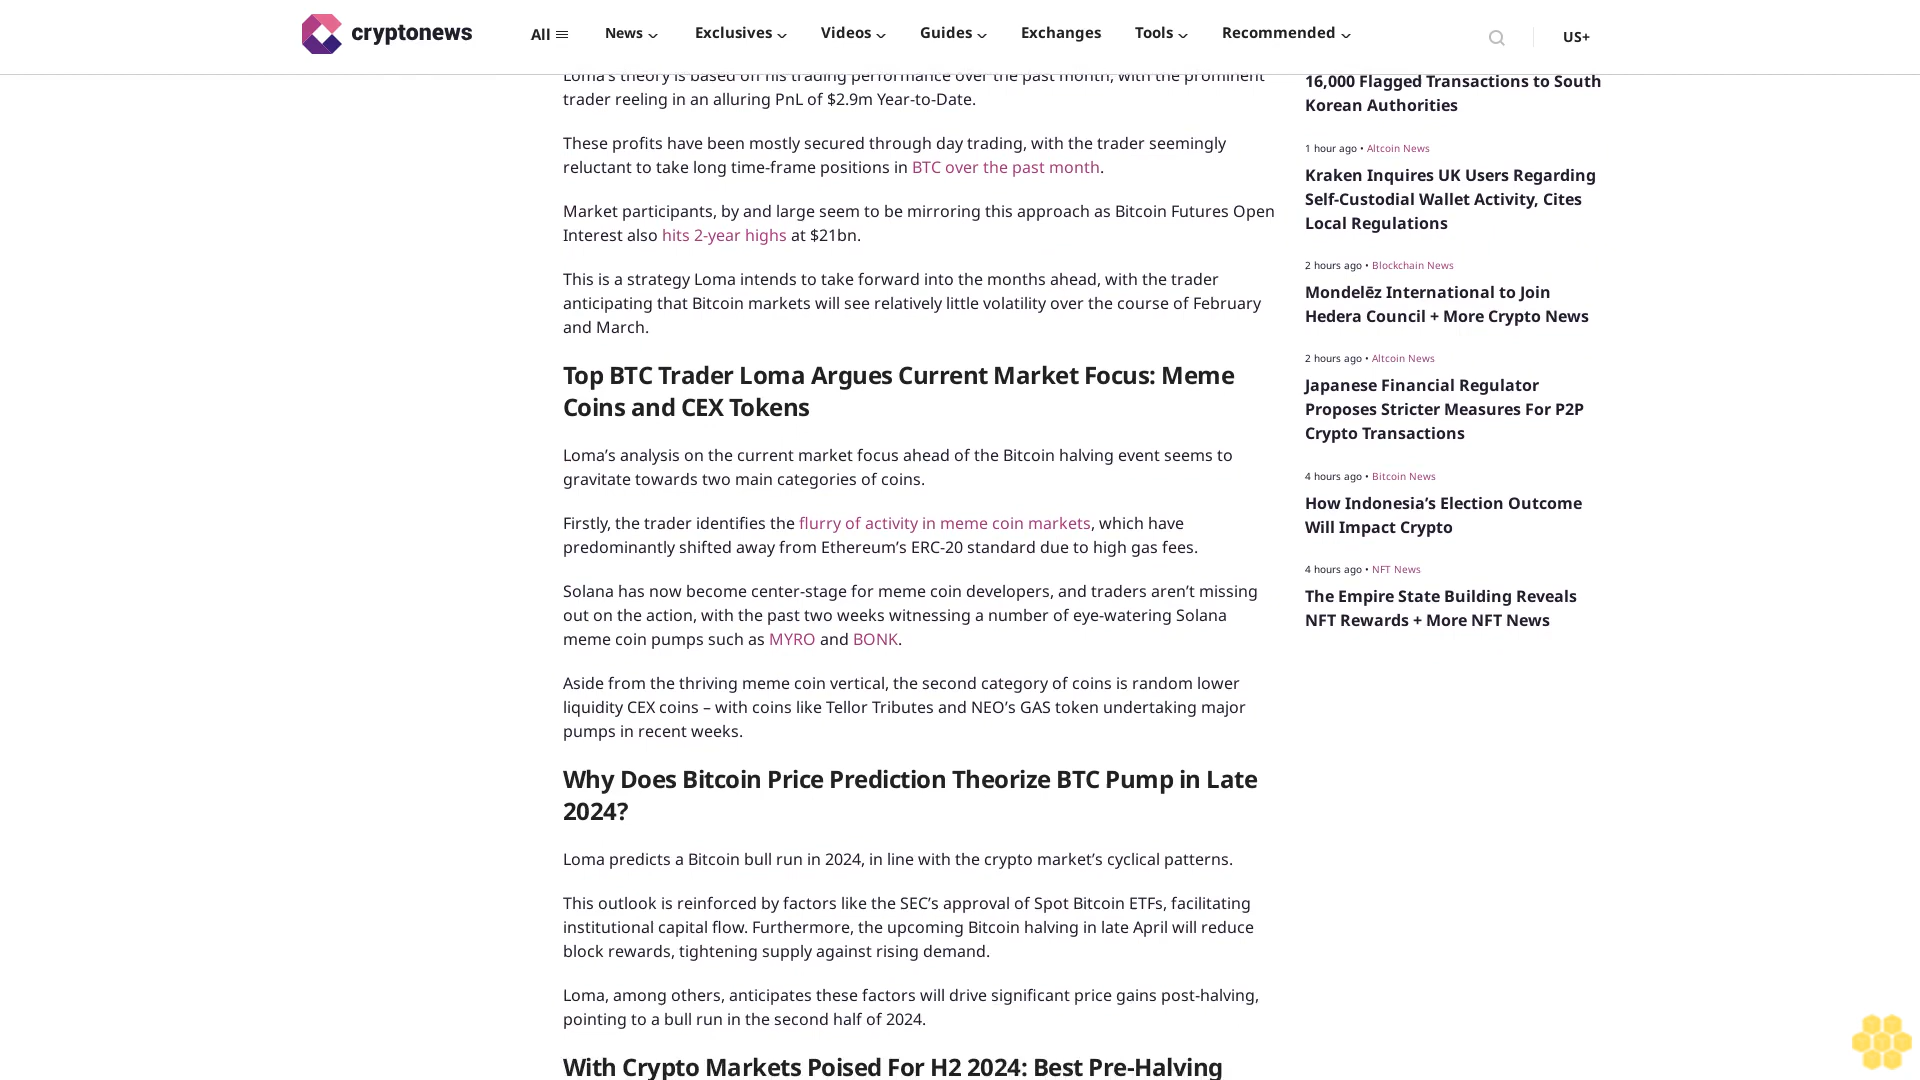 cryptonews
All
News
Exclusives
Videos
Guides
Exchanges
Tools
Recommended
US+
Loma's theory is based on his trading performance over the past month, with the prominent
trader reeling in an alluring PnL of $2.9m Year-to-Date.
These profits have been mostly secured through day trading, with the trader seemingly
reluctant to take long time-frame positions in BTC over the past month.
Market participants, by and large seem to be mirroring this approach as Bitcoin Futures Open
Interest also hits 2-year highs at $21bn.
This is a strategy Loma intends to take forward into the months ahead, with the trader
anticipating that Bitcoin markets will see relatively little volatility over the course of February
and March.
Top BTC Trader Loma Argues Current Market Focus: Meme
Coins and CEX Tokens
Loma’s analysis on the current market focus ahead of the Bitcoin halving event seems to
gravitate towards two main categories of coins.
Firstly, the trader identifies the flurry of activity in meme coin markets, which have
predominantly shifted away from Ethereum’s ERC-20 standard due to high gas fees.
Solana has now become center-stage for meme coin developers, and traders aren’t missing
out on the action, with the past two weeks witnessing a number of eye-watering Solana
meme coin pumps such as MYRO and BONK.
Aside from the thriving meme coin vertical, the second category of coins is random lower
liquidity CEX coins – with coins like Tellor Tributes and NEO’s GAS token undertaking major
pumps in recent weeks.
Why Does Bitcoin Price Prediction Theorize BTC Pump in Late
2024?
Loma predicts a Bitcoin bull run in 2024, in line with the crypto market’s cyclical patterns.
This outlook is reinforced by factors like the SEC’s approval of Spot Bitcoin ETFs, facilitating
institutional capital flow. Furthermore, the upcoming Bitcoin halving in late April will reduce
block rewards, tightening supply against rising demand.
Loma, among others, anticipates these factors will drive significant price gains post-halving,
pointing to a bull run in the second half of 2024.
With Crypto Markets Poised For H2 2024: Best Pre-Halving
16,000 Flagged Transactions to South
Korean Authorities
1 hour ago • Altcoin News
Kraken Inquires UK Users Regarding
Self-Custodial Wallet Activity, Cites
Local Regulations
2 hours ago • Blockchain News
Mondelēz International to Join
Hedera Council + More Crypto News
2 hours ago • Altcoin News
Japanese Financial Regulator
Proposes Stricter Measures For P2P
Crypto Transactions
4 hours ago • Bitcoin News
How Indonesia’s Election Outcome
Will Impact Crypto
4 hours ago • NFT News
The Empire State Building Reveals
NFT Rewards + More NFT News